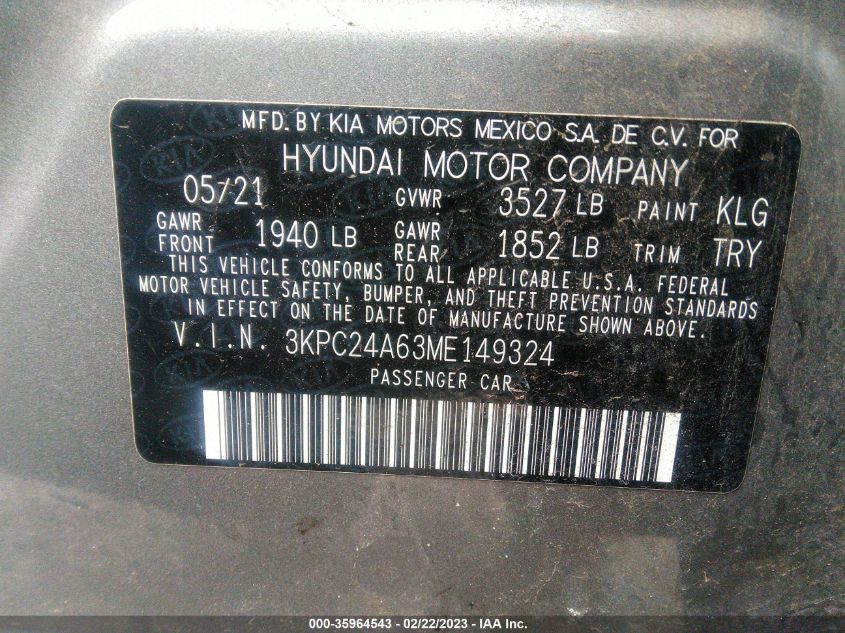 MFD. BY KIA MOTORS MEXICO S.A. DE C.V. FOR
HYUNDAI MOTOR COMPANY
05/21 GVWR 3527 LB PAINT KLG
GAWR FRONT 1940 LB GAWR REAR 1852 LB TRIM TRY
THIS VEHICLE CONFORMS TO ALL APPLICABLE U.S.A. FEDERAL
MOTOR VEHICLE SAFETY, BUMPER, AND THEFT PREVENTION STANDARDS
IN EFFECT ON THE DATE OF MANUFACTURE SHOWN ABOVE.
V.I.N. 3KPC24A63ME149324
PASSENGER CAR
000-35964543 - 02/22/2023 - IAA Inc.